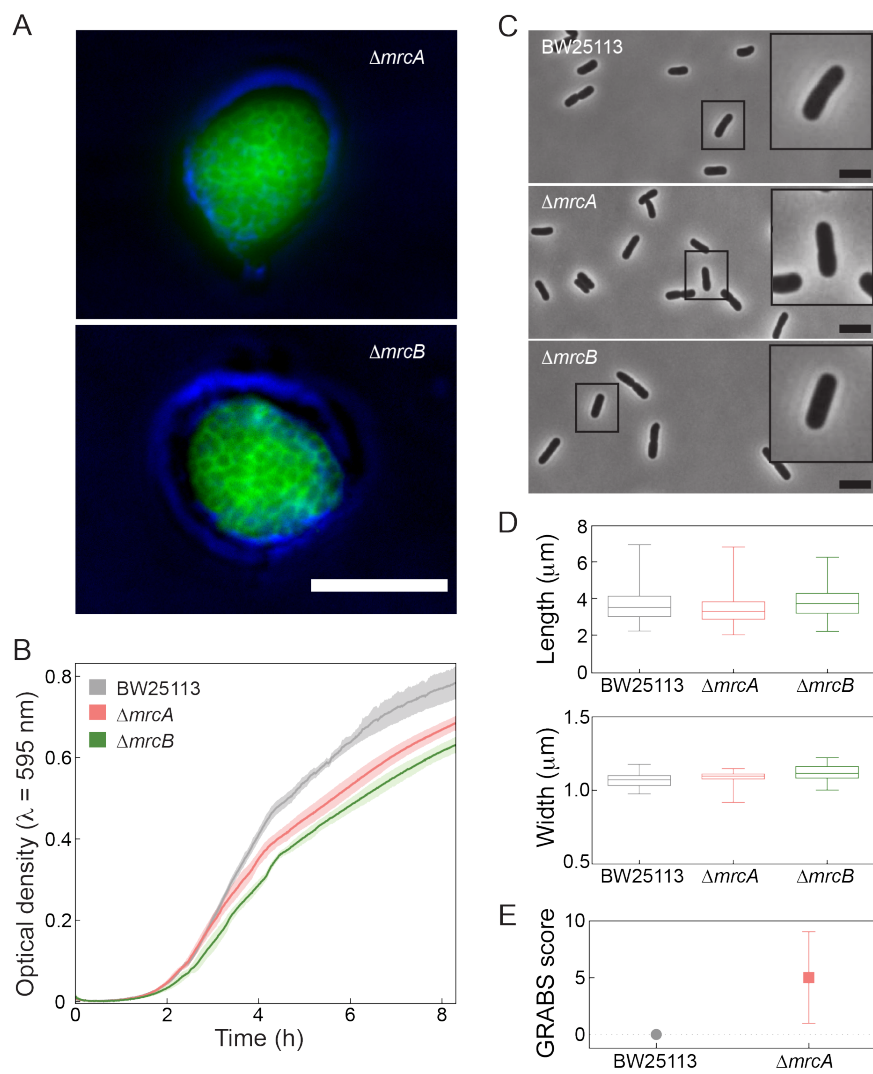 A
ΔmrcA
ΔmrcB
B
Optical density (λ = 595 nm)
0.8
0.6
0.4
0.2
0
BW25113
ΔmrcA
ΔmrcB
0 2 4 6 8
Time (h)
C
BW25113
ΔmrcA
ΔmrcB
D
Length (μm)
8
6
4
2
0
BW25113 ΔmrcA ΔmrcB
Width (μm)
1.5
1.0
0.5
BW25113 ΔmrcA ΔmrcB
E
GRABS score
10
5
0
BW25113 ΔmrcA